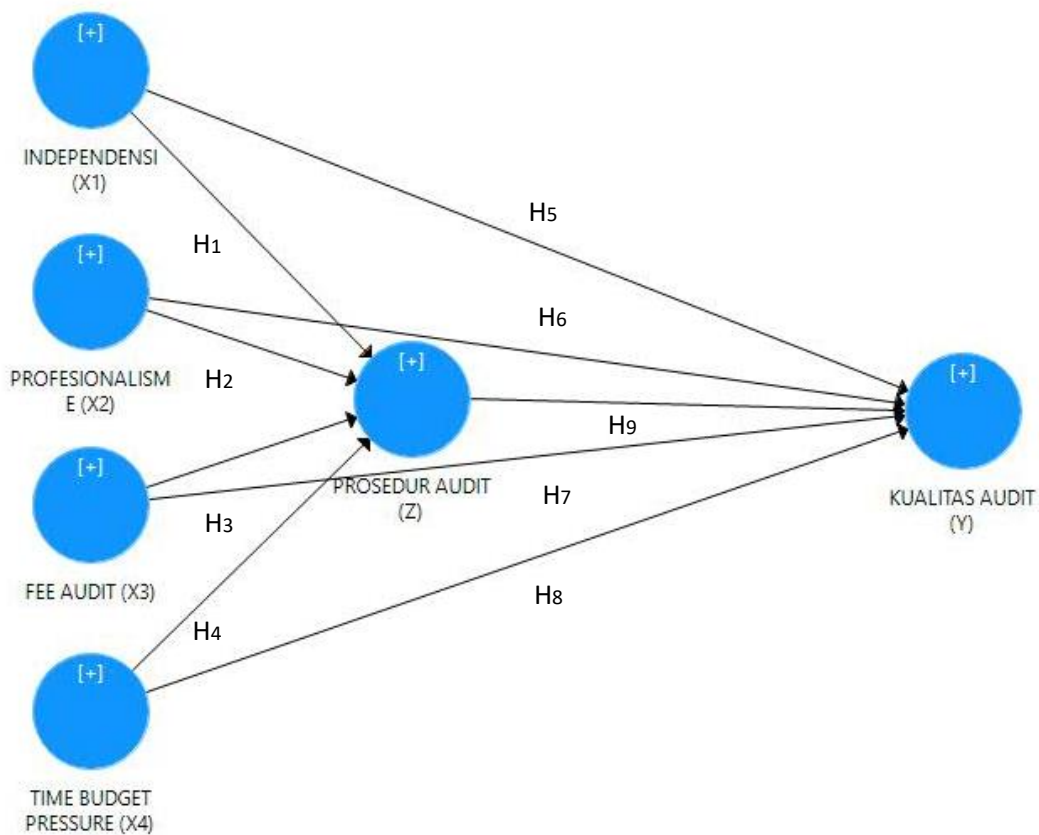 [+]
INDEPENDENSI
(X1)
H5
H1
[+]
H6
[+]
[+]
PROFESIONALISM
E (X2)
H2
H9
PROSEDUR AUDIT
(Z)
KUALITAS AUDIT
(Y)
[+]
H7
H3
FEE AUDIT (X3)
H8
H4
[+]
TIME BUDGET
PRESSURE (X4)